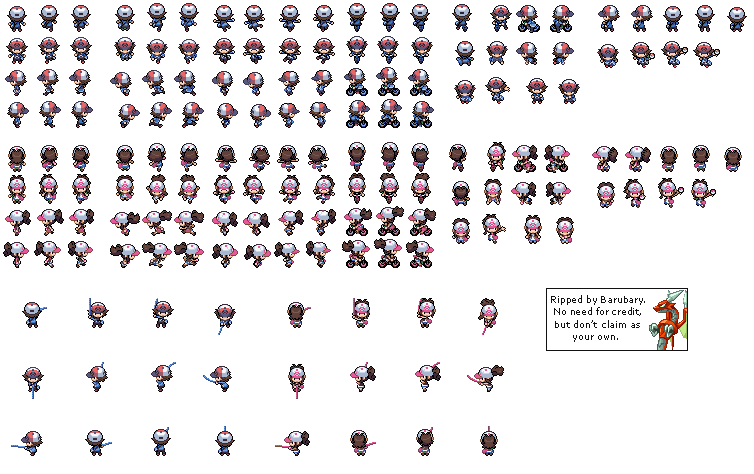 Ripped by Barubary.
No need for credit,
but don't claim as
your own.